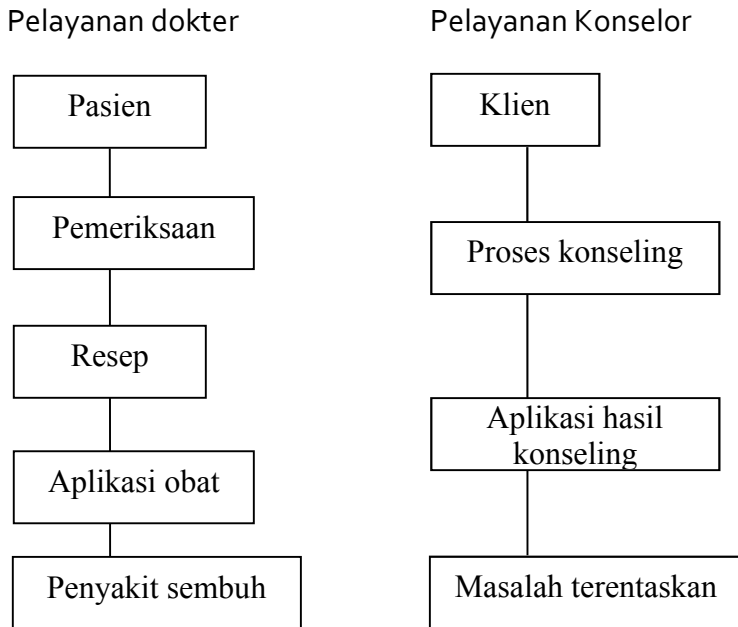 Pelayanan dokter
Pasien
Pemeriksaan
Resep
Aplikasi obat
Penyakit sembuh
Pelayanan Konselor
Klien
Proses konseling
Aplikasi hasil
konseling
Masalah terentaskan